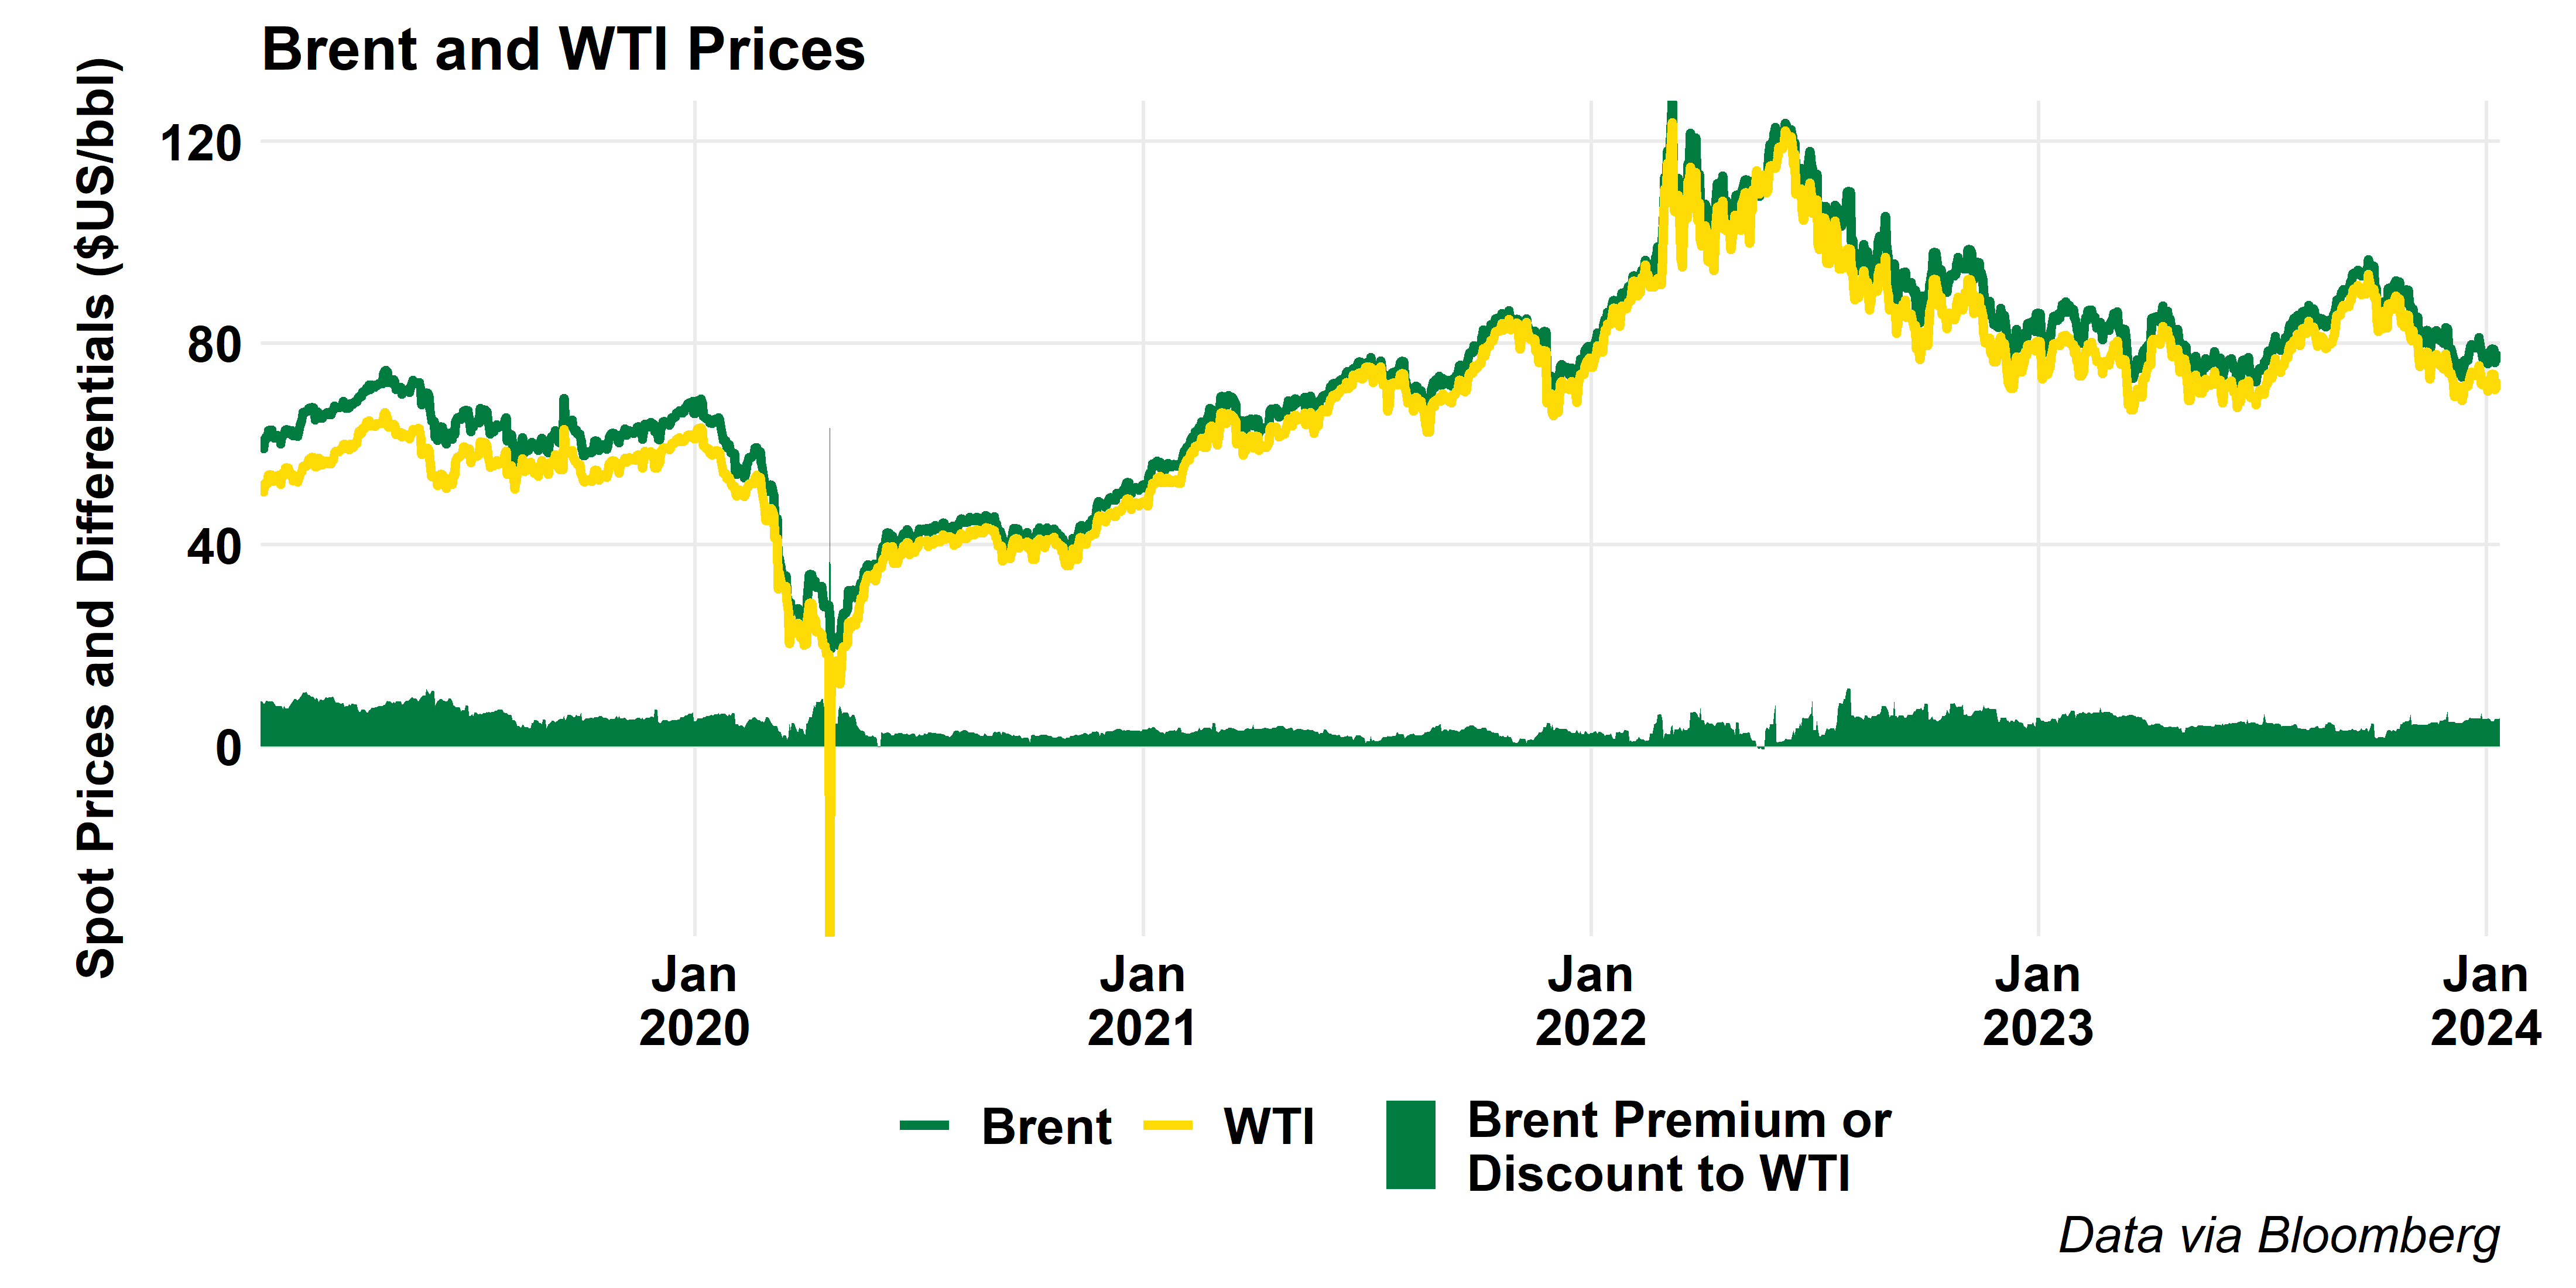 Brent and WTI Prices
Spot Prices and Differentials ($US/bbl)
120
80
40
0
Jan
2020
Jan
2021
Jan
2022
Jan
2023
Jan
2024
Brent
WTI
Brent Premium or
Discount to WTI
Data via Bloomberg